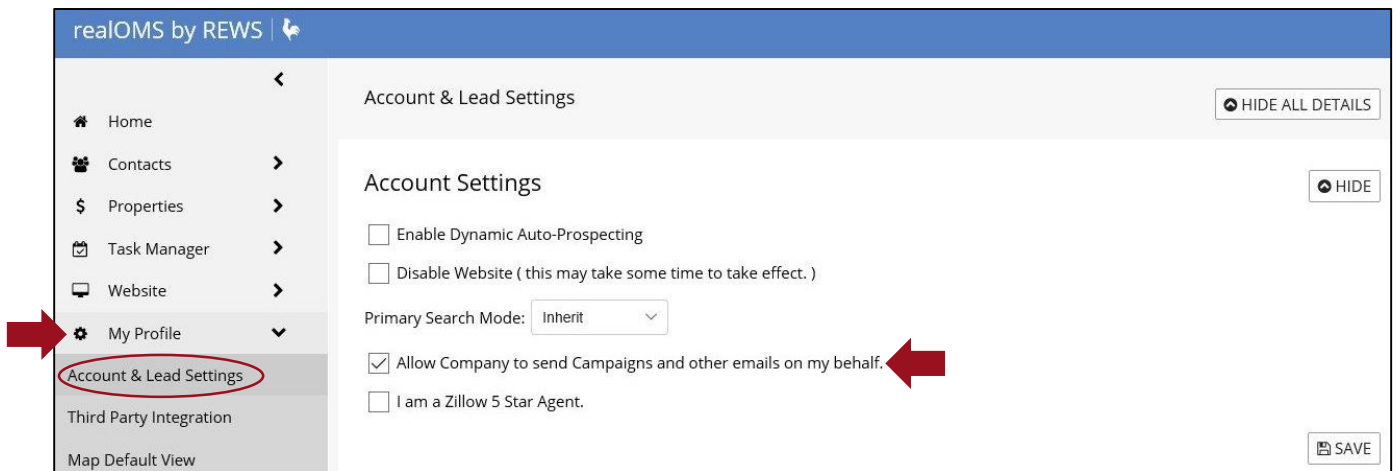 realOMS by REWS
Home
Contacts
$ Properties
Task Manager
Website
My Profile
Account & Lead Settings
Third Party Integration
Map Default View
Account & Lead Settings
HIDE ALL DETAILS
Account Settings
HIDE
Enable Dynamic Auto-Prospecting
Disable Website ( this may take some time to take effect. )
Primary Search Mode: Inherit
Allow Company to send Campaigns and other emails on my behalf.
I am a Zillow 5 Star Agent.
SAVE